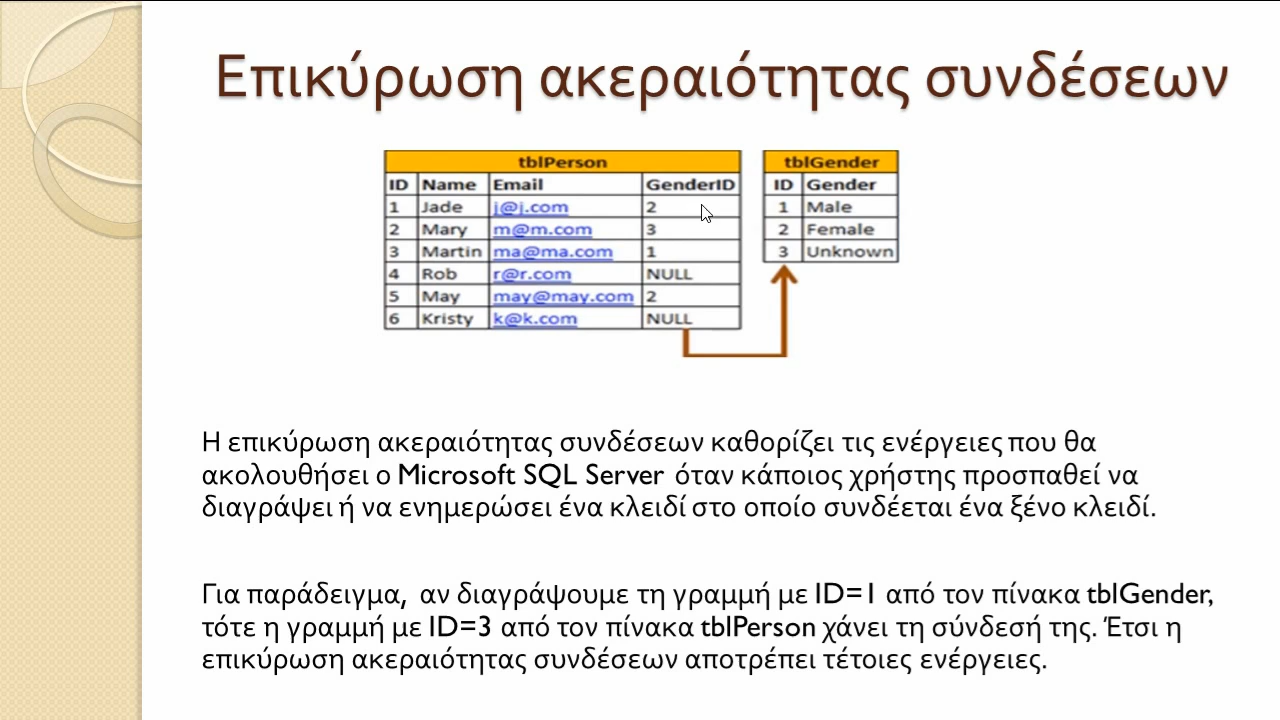 Επικύρωση ακεραιότητας συνδέσεων
tblPerson
ID Name Email GenderID
1 Jade j@j.com 2
2 Mary m@m.com 3
3 Martin ma@ma.com 1
4 Rob r@r.com NULL
5 May may@may.com 2
6 Kristy k@k.com NULL
tblGender
ID Gender
1 Male
2 Female
3 Unknown
Η επικύρωση ακεραιότητας συνδέσεων καθορίζει τις ενέργειες που θα
ακολουθήσει ο Microsoft SQL Server όταν κάποιος χρήστης προσπαθεί να
διαγράψει ή να ενημερώσει ένα κλειδί στο οποίο συνδέεται ένα ξένο κλειδί.
Για παράδειγμα, αν διαγράψουμε τη γραμμή με ID=1 από τον πίνακα tblGender,
τότε η γραμμή με ID=3 από τον πίνακα tblPerson χάνει τη σύνδεσή της. Έτσι η
επικύρωση ακεραιότητας συνδέσεων αποτρέπει τέτοιες ενέργειες.